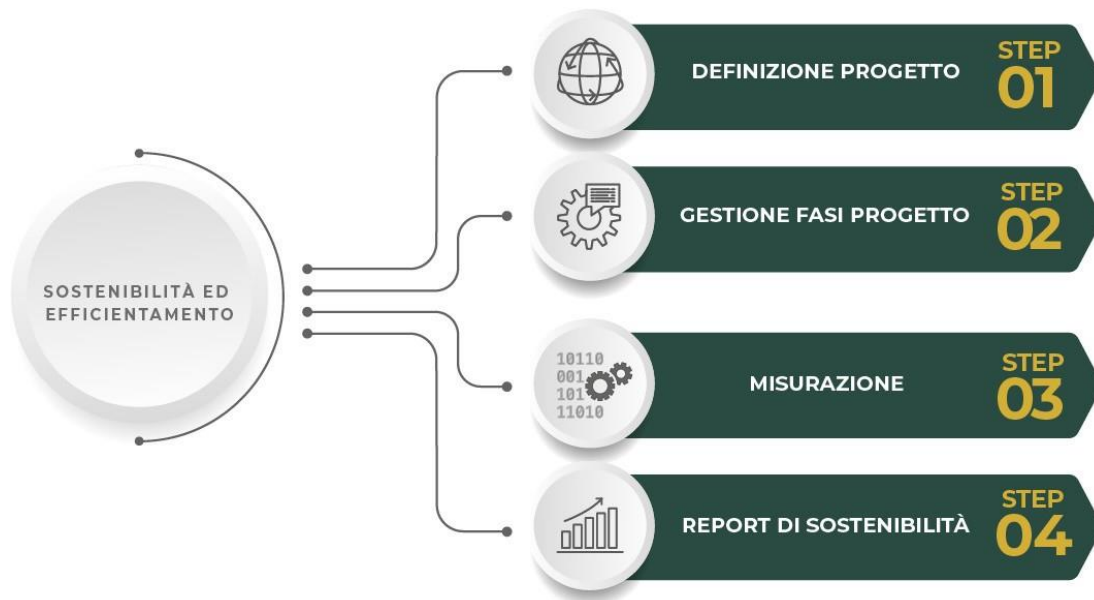 SOSTENIBILITÀ ED
EFFICIENTAMENTO
DEFINIZIONE PROGETTO
STEP
01
GESTIONE FASI PROGETTO
STEP
02
10110
001
101
11010
MISURAZIONE
STEP
03
REPORT DI SOSTENIBILITÀ
STEP
04